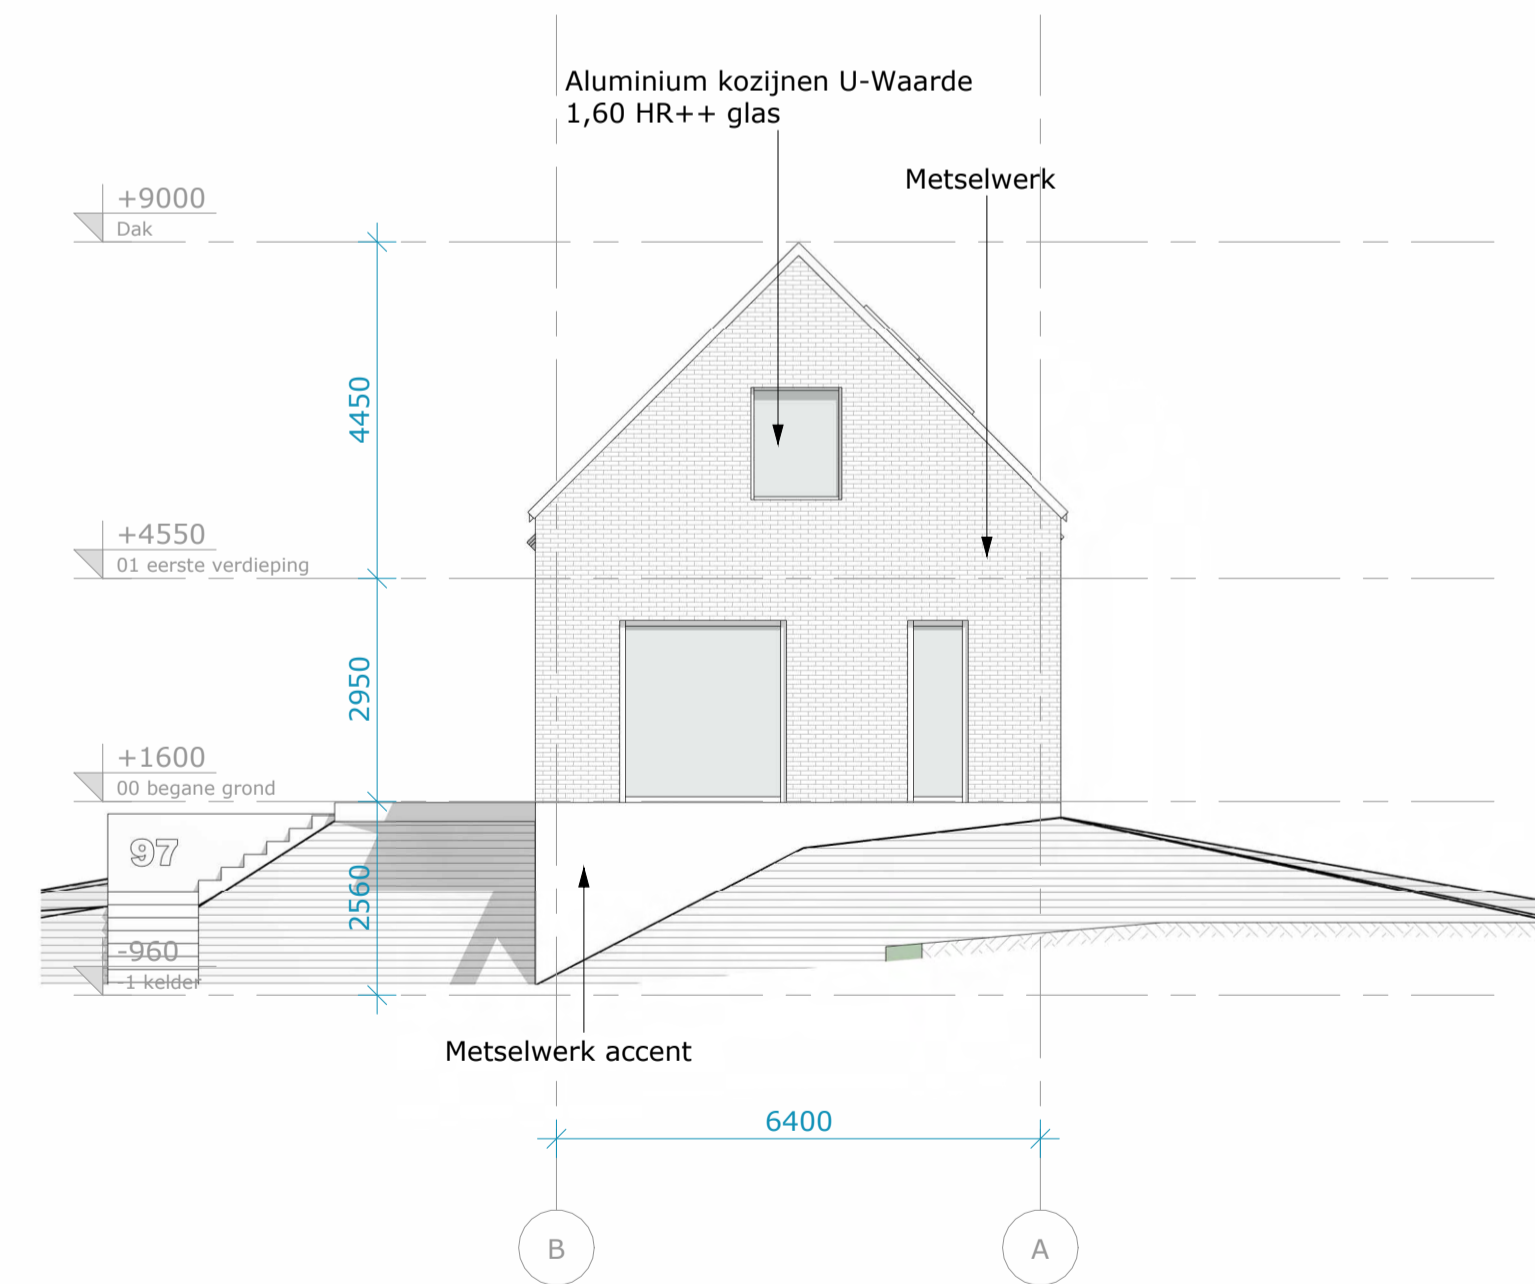 Aluminium kozijnen U-Waarde
1,60 HR++ glas
Metselwerk
+9000
Dak
4450
+4550
01 eerste verdieping
2950
+1600
00 begane grond
97
2560
-960
-1 kelder
Metselwerk accent
6400
B
A